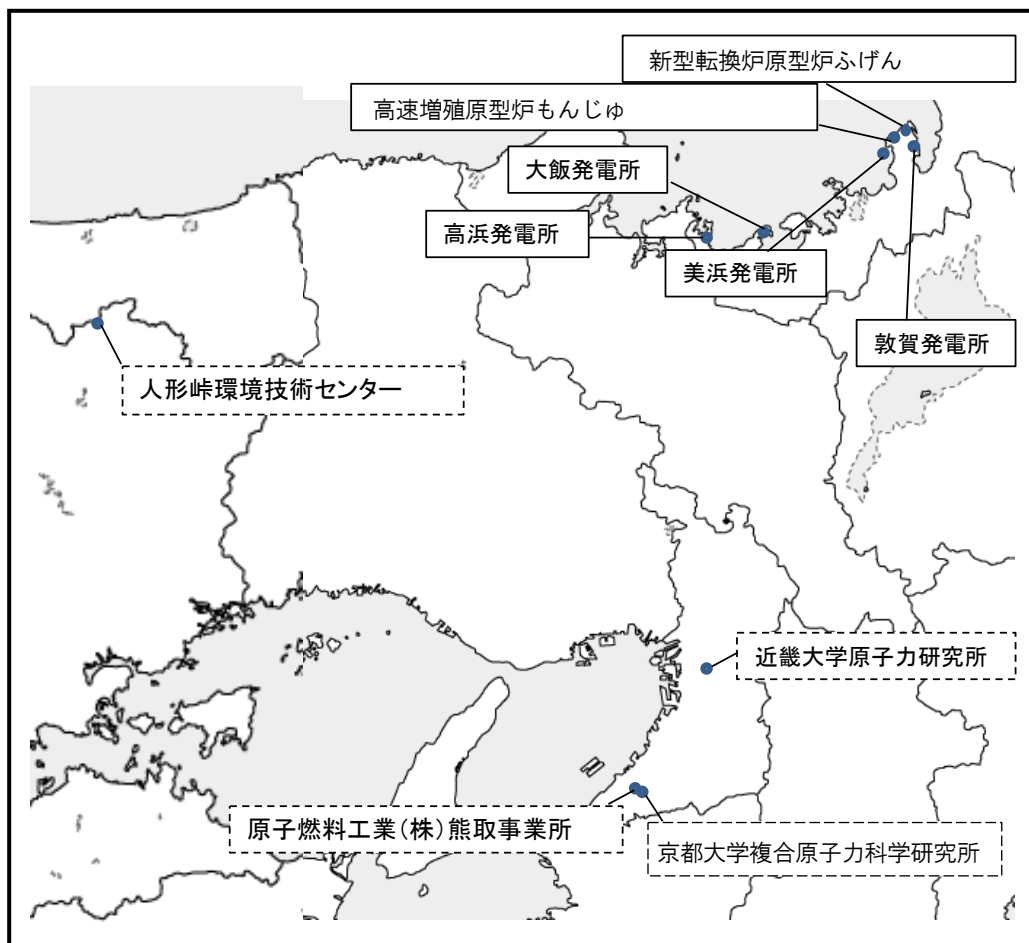 新型転換炉原型炉ふげん
高速増殖原型炉もんじゅ
大飯発電所
高浜発電所
美浜発電所
敦賀発電所
人形峠環境技術センター
近畿大学原子力研究所
原子燃料工業(株)熊取事業所
京都大学複合原子力科学研究所